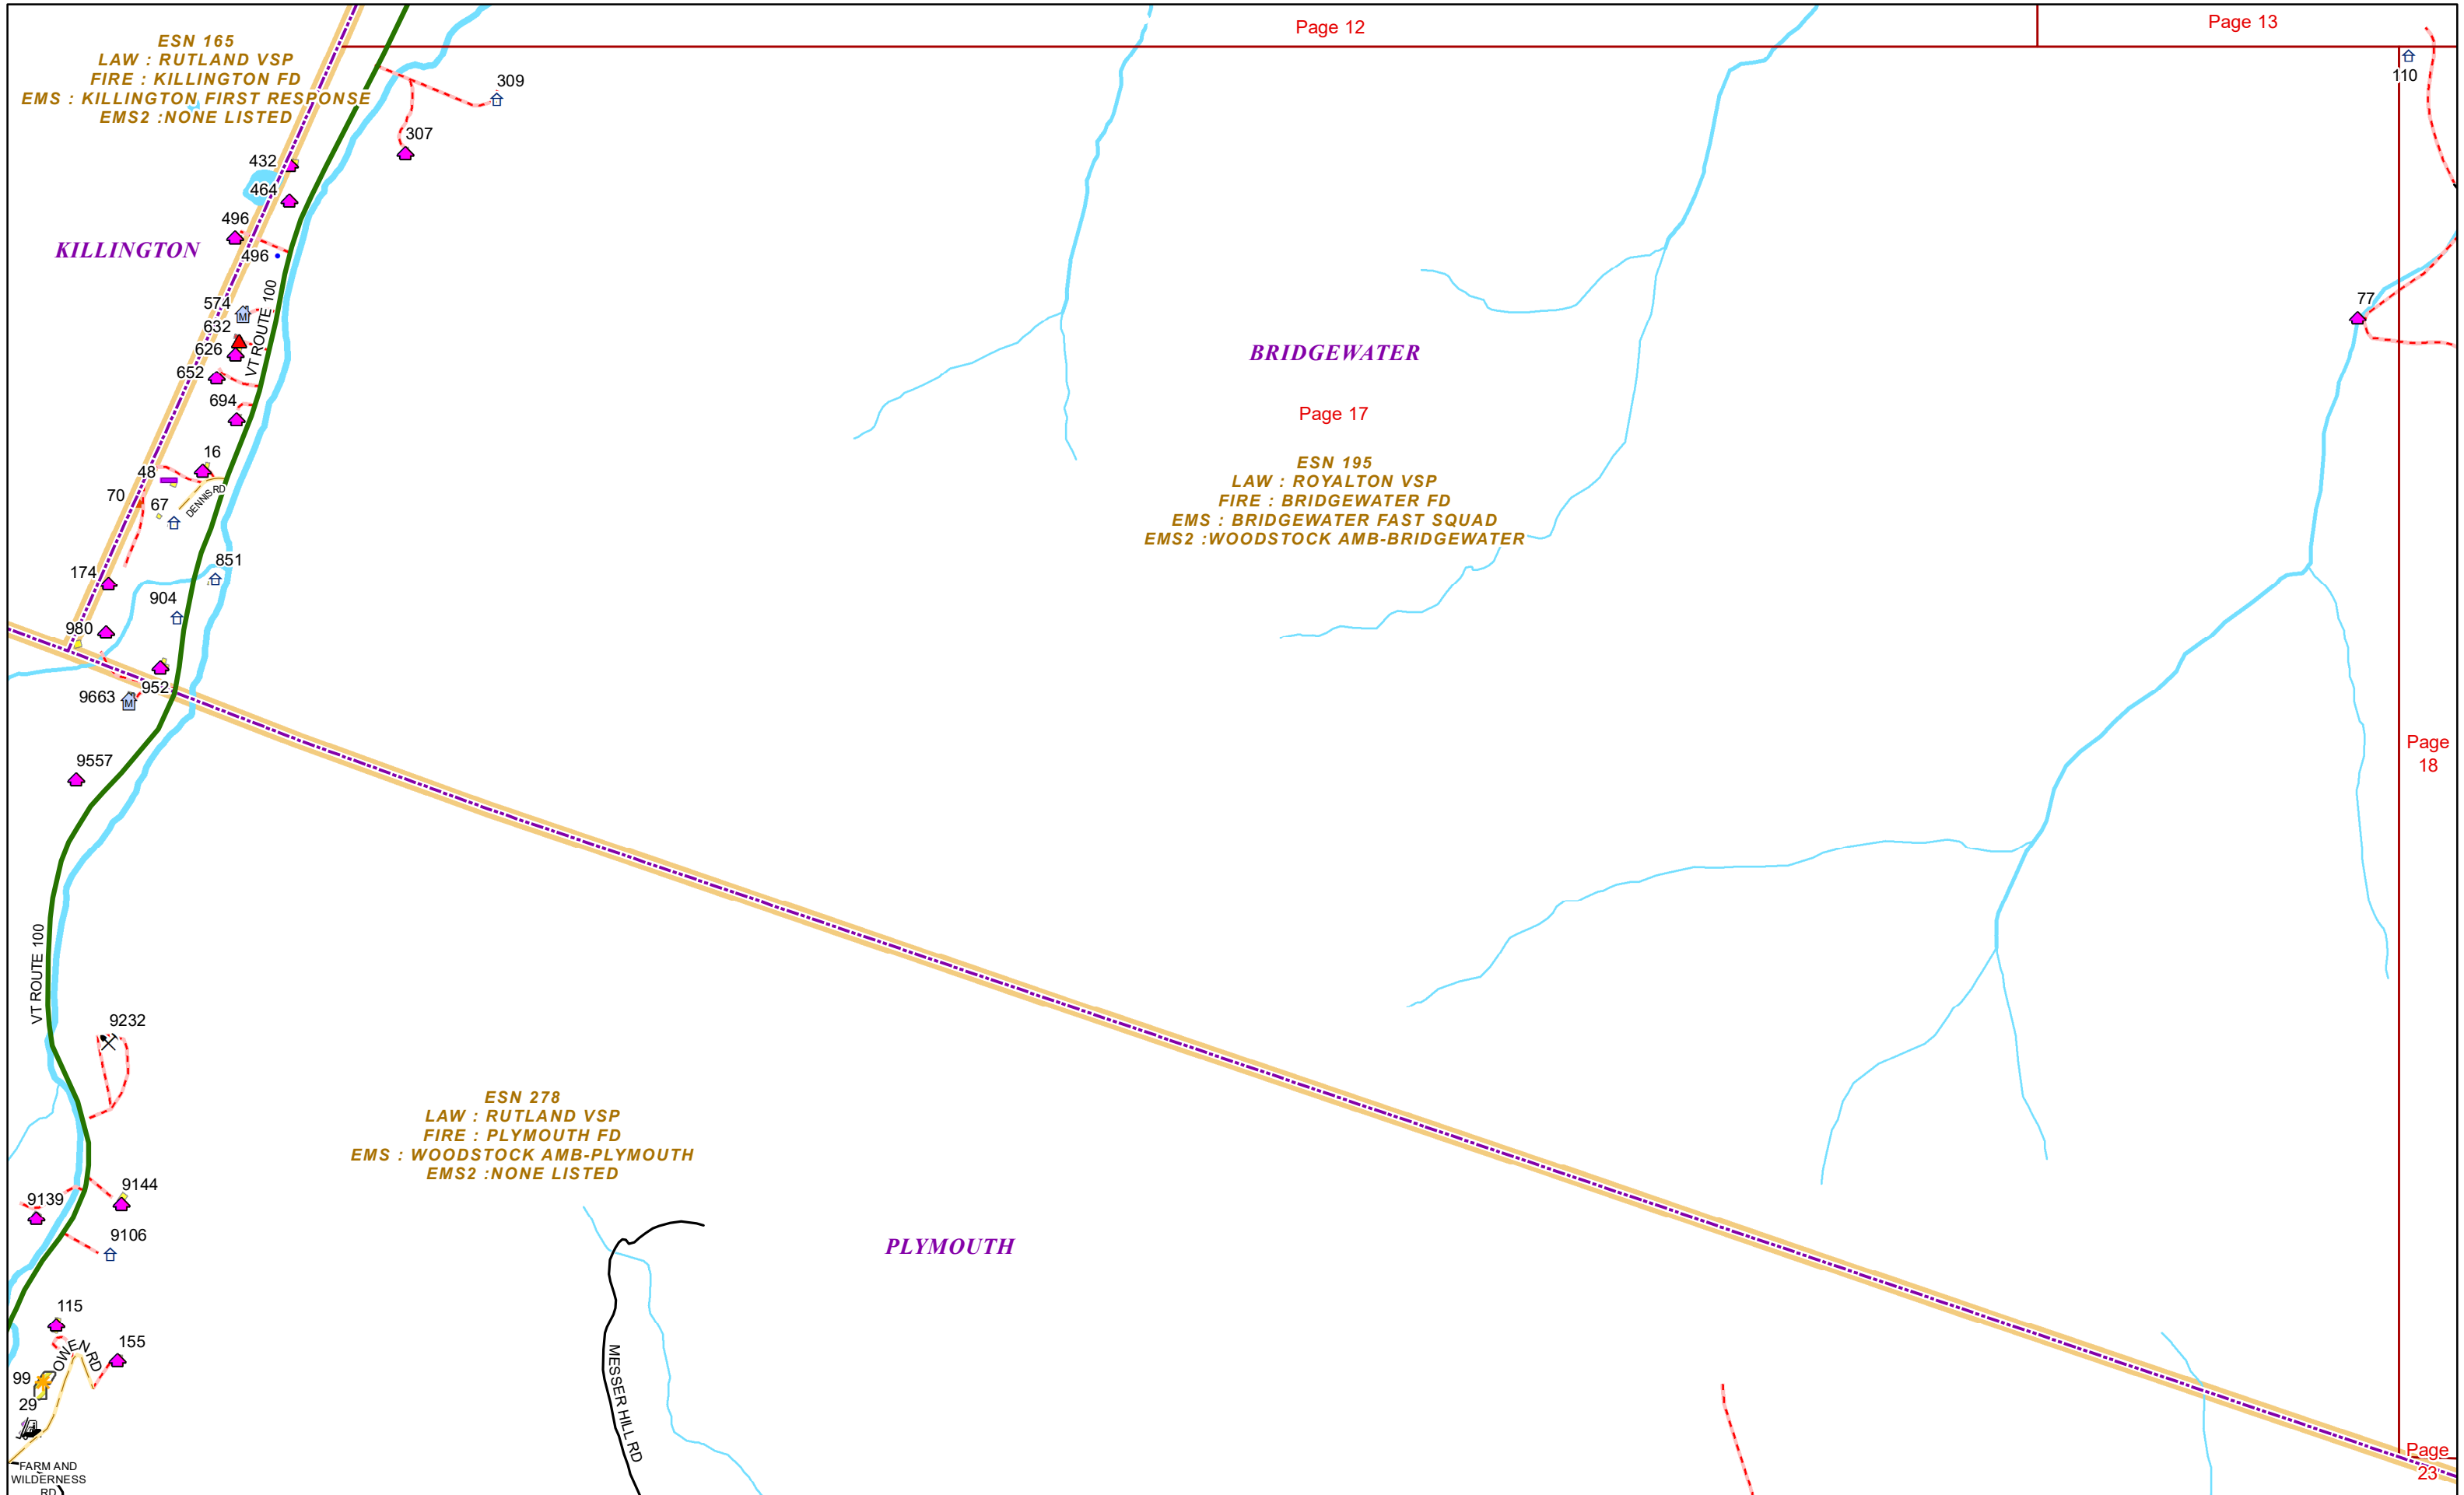 Page 12
Page 13
ESN 165
LAW : RUTLAND VSP
FIRE : KILLINGTON FD
EMS : KILLINGTON FIRST RESPONSE
EMS2 :NONE LISTED
309
110
307
432
464
496
KILLINGTON
496
574
632
626
652
694
VT ROUTE 100
77
BRIDGEWATER
Page 17
16
48
70
67
DENNIS RD
ESN 195
LAW : ROYALTON VSP
FIRE : BRIDGEWATER FD
EMS : BRIDGEWATER FAST SQUAD
EMS2 :WOODSTOCK AMB-BRIDGEWATER
851
174
904
980
952
9663
M
M
9557
Page
18
VT ROUTE 100
9232
ESN 278
LAW : RUTLAND VSP
FIRE : PLYMOUTH FD
EMS : WOODSTOCK AMB-PLYMOUTH
EMS2 :NONE LISTED
9144
9139
9106
PLYMOUTH
115
155
OWEN RD
99
29
MESSER HILL RD
FARM AND
WILDERNESS
RD
Page
23